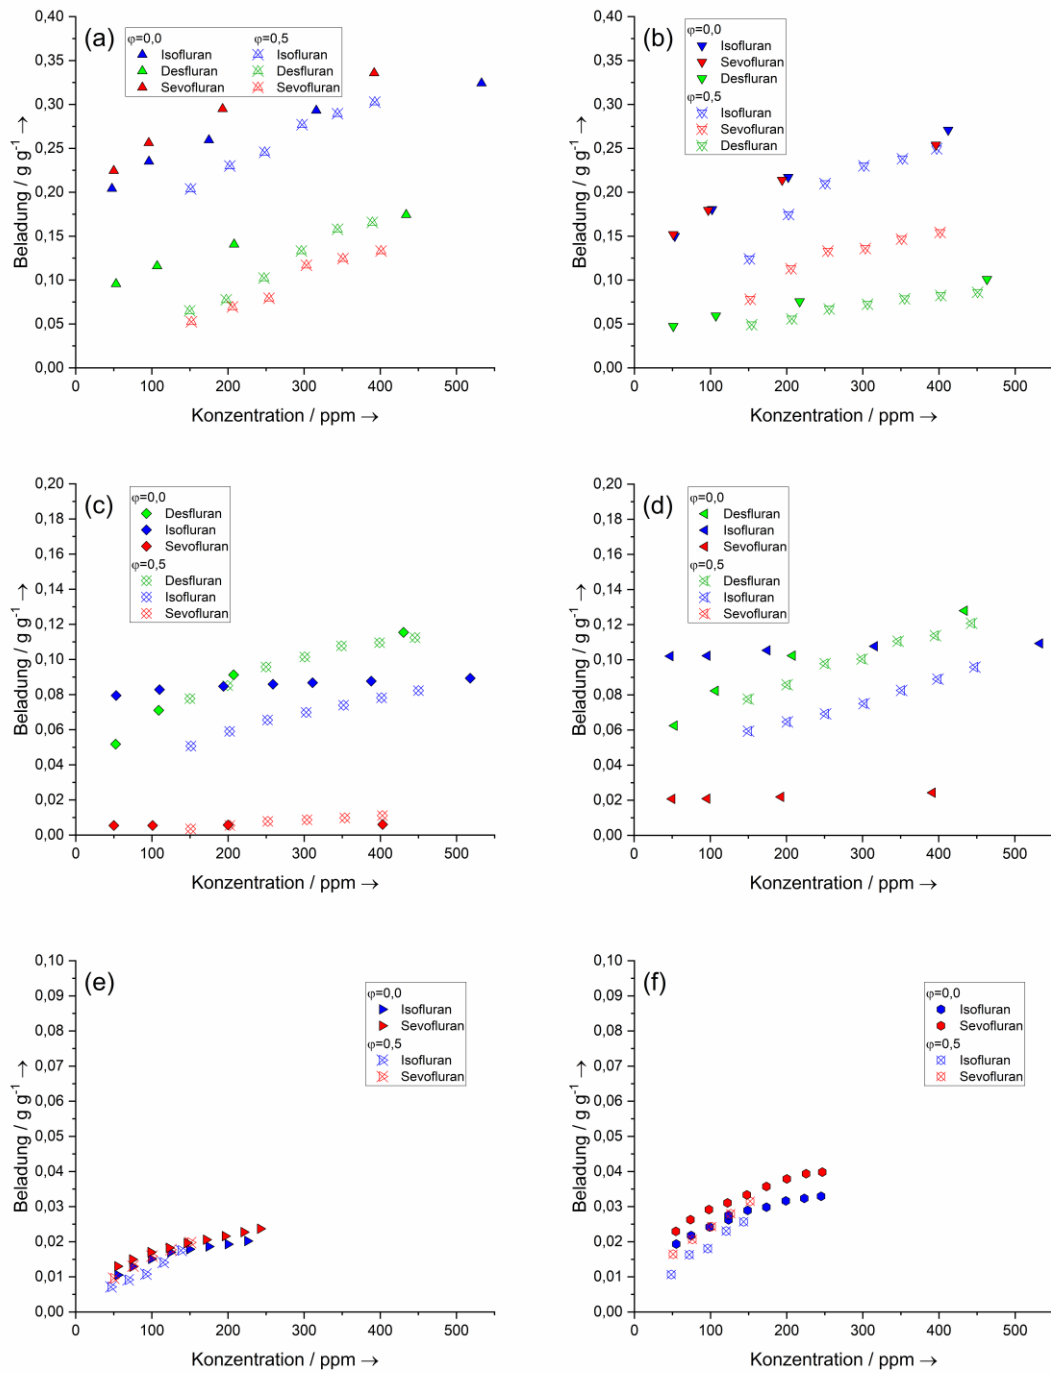 (a)
φ=0,0 φ=0,5
Isofluran Isofluran
Desfluran Desfluran
Sevofluran Sevofluran
0,40
0,35
0,30
0,25
0,20
0,15
0,10
0,05
0,00
0 100 200 300 400 500
Beladung / g g⁻¹ →
Konzentration / ppm →
(b)
φ=0,0
Isofluran
Sevofluran
Desfluran
φ=0,5
Isofluran
Sevofluran
Desfluran
0,40
0,35
0,30
0,25
0,20
0,15
0,10
0,05
0,00
0 100 200 300 400 500
Beladung / g g⁻¹ →
Konzentration / ppm →
(c)
φ=0,0
Desfluran
Isofluran
Sevofluran
φ=0,5
Desfluran
Isofluran
Sevofluran
0,20
0,18
0,16
0,14
0,12
0,10
0,08
0,06
0,04
0,02
0,00
0 100 200 300 400 500
Beladung / g g⁻¹ →
Konzentration / ppm →
(d)
φ=0,0
Desfluran
Isofluran
Sevofluran
φ=0,5
Desfluran
Isofluran
Sevofluran
0,20
0,18
0,16
0,14
0,12
0,10
0,08
0,06
0,04
0,02
0,00
0 100 200 300 400 500
Beladung / g g⁻¹ →
Konzentration / ppm →
(e)
φ=0,0
Isofluran
Sevofluran
φ=0,5
Isofluran
Sevofluran
0,10
0,09
0,08
0,07
0,06
0,05
0,04
0,03
0,02
0,01
0,00
0 100 200 300 400 500
Beladung / g g⁻¹ →
Konzentration / ppm →
(f)
φ=0,0
Isofluran
Sevofluran
φ=0,5
Isofluran
Sevofluran
0,10
0,09
0,08
0,07
0,06
0,05
0,04
0,03
0,02
0,01
0,00
0 100 200 300 400 500
Beladung / g g⁻¹ →
Konzentration / ppm →